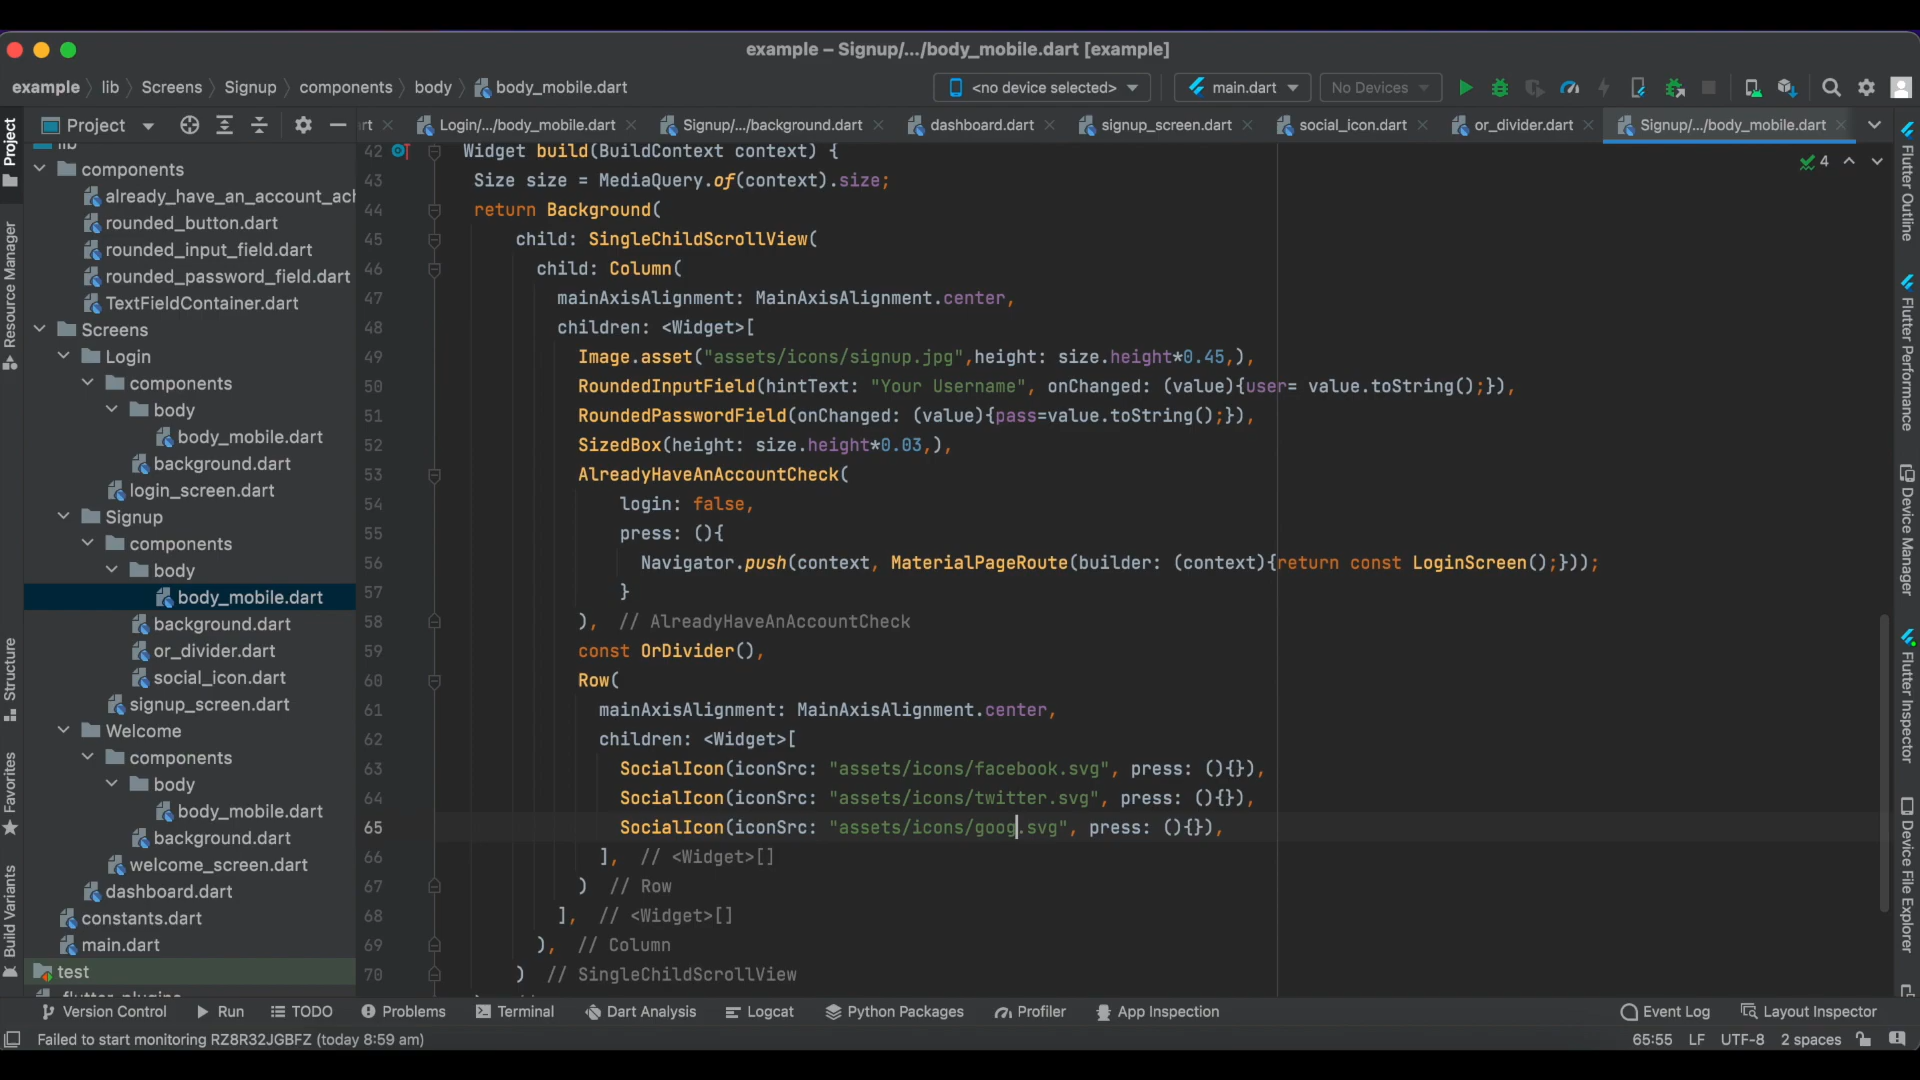 example – Signup/.../body_mobile.dart [example]
example lib Screens Signup components body body_mobile.dart
<no device selected> main.dart No Devices
Project
rt Login/.../body_mobile.dart Signup/.../background.dart dashboard.dart signup_screen.dart social_icon.dart or_divider.dart Signup/.../body_mobile.dart
Project
Resource Manager
Structure
Favorites
Build Variants
lib
components
already_have_an_account_ach
rounded_button.dart
rounded_input_field.dart
rounded_password_field.dart
TextFieldContainer.dart
Screens
Login
components
body
body_mobile.dart
background.dart
login_screen.dart
Signup
components
body
body_mobile.dart
background.dart
or_divider.dart
social_icon.dart
signup_screen.dart
Welcome
components
body
body_mobile.dart
background.dart
welcome_screen.dart
dashboard.dart
constants.dart
main.dart
test
4
42 Widget build(BuildContext context) {
43 Size size = MediaQuery.of(context).size;
44 return Background(
45 child: SingleChildScrollView(
46 child: Column(
47 mainAxisAlignment: MainAxisAlignment.center,
48 children: <Widget>[
49 Image.asset("assets/icons/signup.jpg",height: size.height*0.45,),
50 RoundedInputField(hintText: "Your Username", onChanged: (value){user= value.toString();}),
51 RoundedPasswordField(onChanged: (value){pass=value.toString();}),
52 SizedBox(height: size.height*0.03,),
53 AlreadyHaveAnAccountCheck(
54 login: false,
55 press: (){
56 Navigator.push(context, MaterialPageRoute(builder: (context){return const LoginScreen();}));
57 }
58 ), // AlreadyHaveAnAccountCheck
59 const OrDivider(),
60 Row(
61 mainAxisAlignment: MainAxisAlignment.center,
62 children: <Widget>[
63 SocialIcon(iconSrc: "assets/icons/facebook.svg", press: (){}),
64 SocialIcon(iconSrc: "assets/icons/twitter.svg", press: (){}),
65 SocialIcon(iconSrc: "assets/icons/goog.svg", press: (){}),
66 ], // <Widget>[]
67 ) // Row
68 ], // <Widget>[]
69 ), // Column
70 ) // SingleChildScrollView
Flutter Outline
Flutter Performance
Device Manager
Flutter Inspector
Device File Explorer
Version Control Run TODO Problems Terminal Dart Analysis Logcat Python Packages Profiler App Inspection Event Log Layout Inspector
Failed to start monitoring RZ8R32JGBFZ (today 8:59 am) 65:55 LF UTF-8 2 spaces